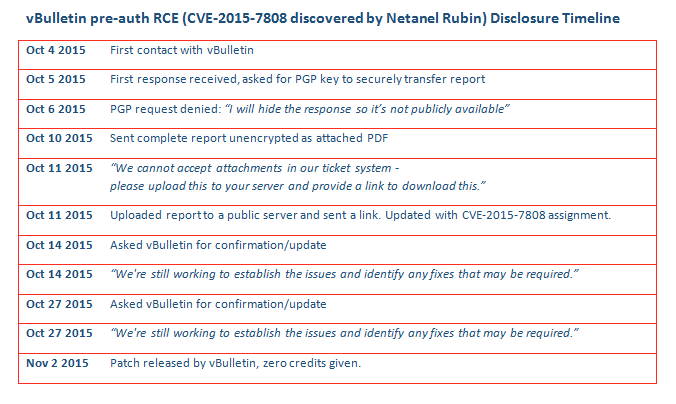 vBulletin pre-auth RCE (CVE-2015-7808 discovered by Netanel Rubin) Disclosure Timeline
Oct 4 2015 First contact with vBulletin
Oct 5 2015 First response received, asked for PGP key to securely transfer report
Oct 6 2015 PGP request denied: “I will hide the response so it’s not publicly available”
Oct 10 2015 Sent complete report unencrypted as attached PDF
Oct 11 2015 “We cannot accept attachments in our ticket system -
please upload this to your server and provide a link to download this.”
Oct 11 2015 Uploaded report to a public server and sent a link. Updated with CVE-2015-7808 assignment.
Oct 14 2015 Asked vBulletin for confirmation/update
Oct 14 2015 “We're still working to establish the issues and identify any fixes that may be required.”
Oct 27 2015 Asked vBulletin for confirmation/update
Oct 27 2015 “We're still working to establish the issues and identify any fixes that may be required.”
Nov 2 2015 Patch released by vBulletin, zero credits given.